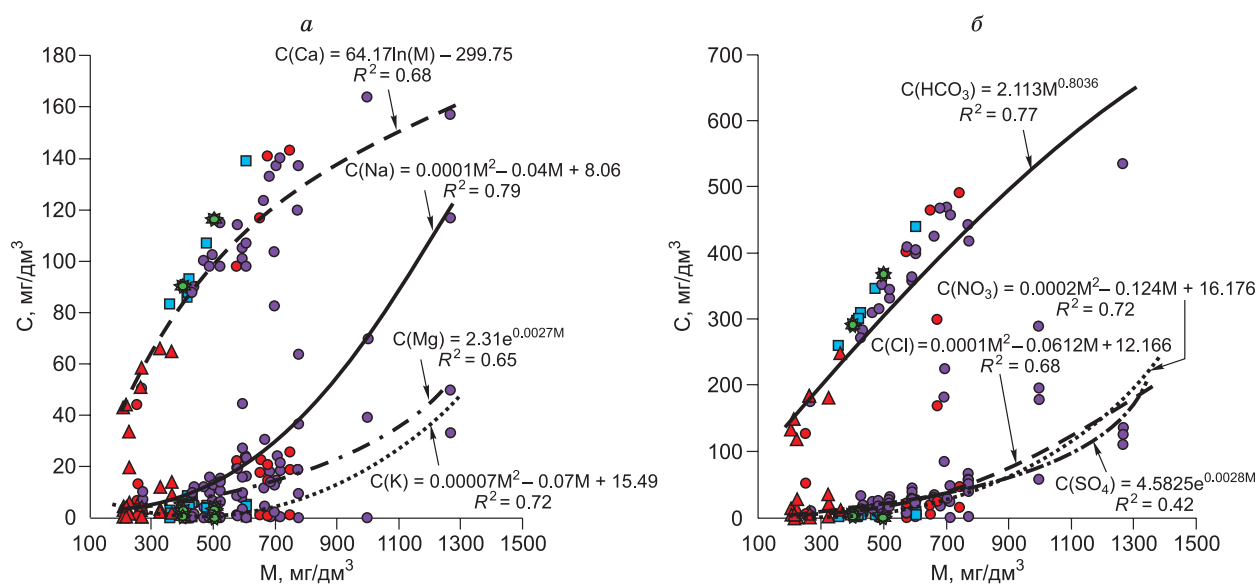 а
С, мг/дм³
180
160
140
120
100
80
60
40
20
0
C(Ca) = 64.17ln(M) – 299.75
R² = 0.68
C(Na) = 0.0001M² – 0.04M + 8.06
R² = 0.79
C(Mg) = 2.31e^0.0027M
R² = 0.65
C(K) = 0.00007M² – 0.07M + 15.49
R² = 0.72
100 300 500 700 900 1100 1300 1500
М, мг/дм³
б
С, мг/дм³
700
600
500
400
300
200
100
0
C(HCO₃) = 2.113M^0.8036
R² = 0.77
C(NO₃) = 0.0002M² – 0.124M + 16.176
R² = 0.72
C(Cl) = 0.0001M² – 0.0612M + 12.166
R² = 0.68
C(SO₄) = 4.5825e^0.0028M
R² = 0.42
100 300 500 700 900 1100 1300 1500
М, мг/дм³